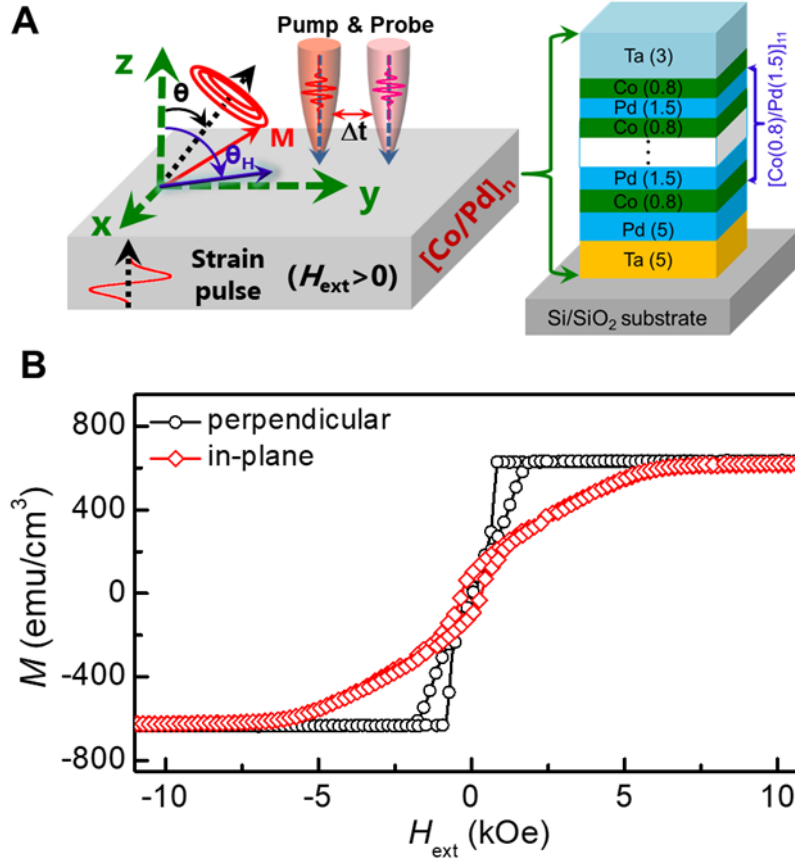 A
Pump & Probe
Δt
z
θ
M
θH
y
x
Strain
pulse
(Hext>0)
[Co/Pd]n
Ta (3)
Co (0.8)
Pd (1.5)
Co (0.8)
⋮
Pd (1.5)
Co (0.8)
Pd (5)
Ta (5)
Si/SiO2 substrate
[Co(0.8)/Pd(1.5)]11
B
perpendicular
in-plane
M (emu/cm3)
800
400
0
-400
-800
-10
-5
0
5
10
Hext (kOe)